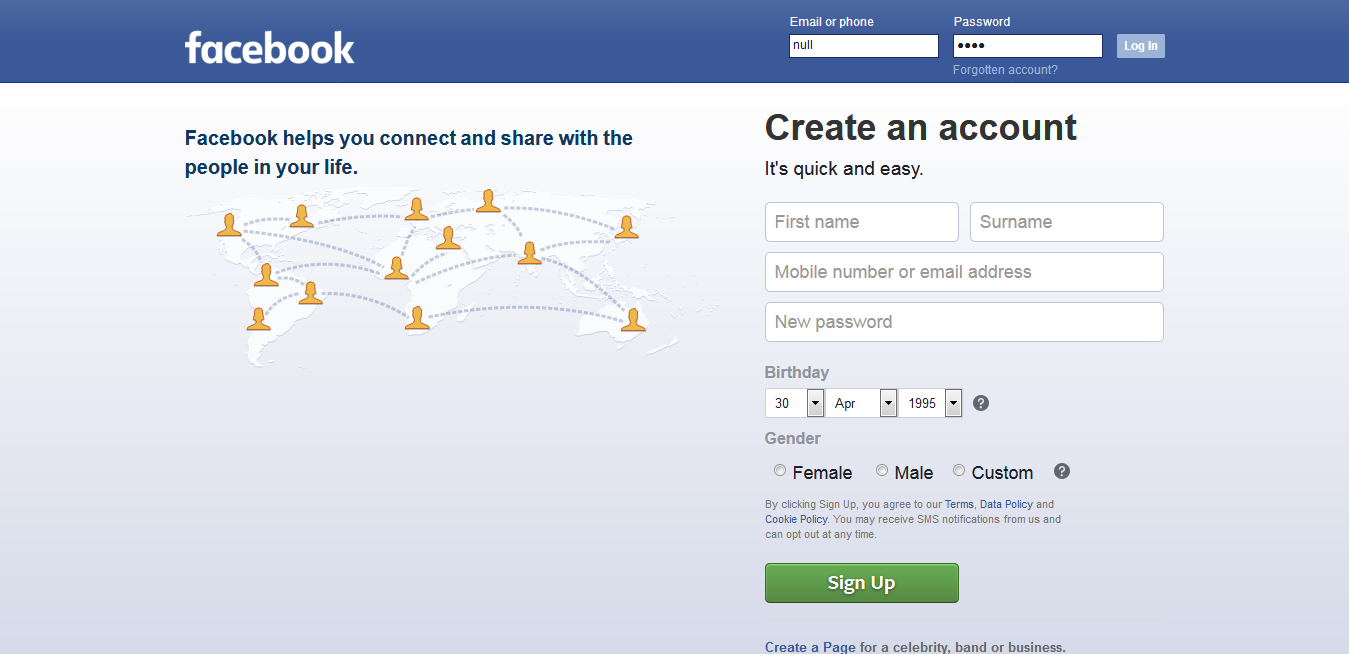 facebook
Email or phone
Password
null
••••
Log In
Forgotten account?
Facebook helps you connect and share with the
people in your life.
Create an account
It's quick and easy.
First name
Surname
Mobile number or email address
New password
Birthday
30
Apr
1995
?
Gender
Female
Male
Custom
?
By clicking Sign Up, you agree to our Terms, Data Policy and
Cookie Policy. You may receive SMS notifications from us and
can opt out at any time.
Sign Up
Create a Page for a celebrity, band or business.